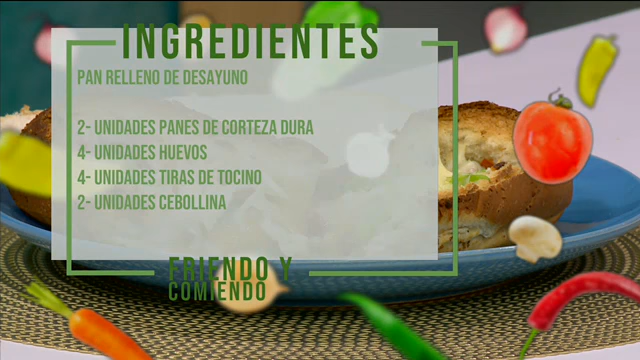 INGREDIENTES
PAN RELLENO DE DESAYUNO
2- UNIDADES PANES DE CORTEZA DURA
4- UNIDADES HUEVOS
4- UNIDADES TIRAS DE TOCINO
2- UNIDADES CEBOLLINA
FRIENDO Y
COMIENDO